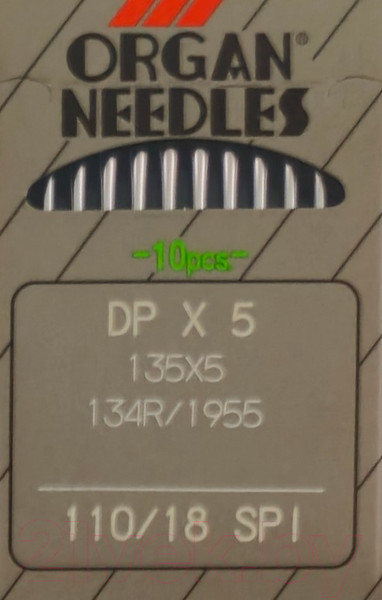 ORGAN®
NEEDLES
-10pcs-
DP X 5
135X5
134R/1955
110/18 SPI